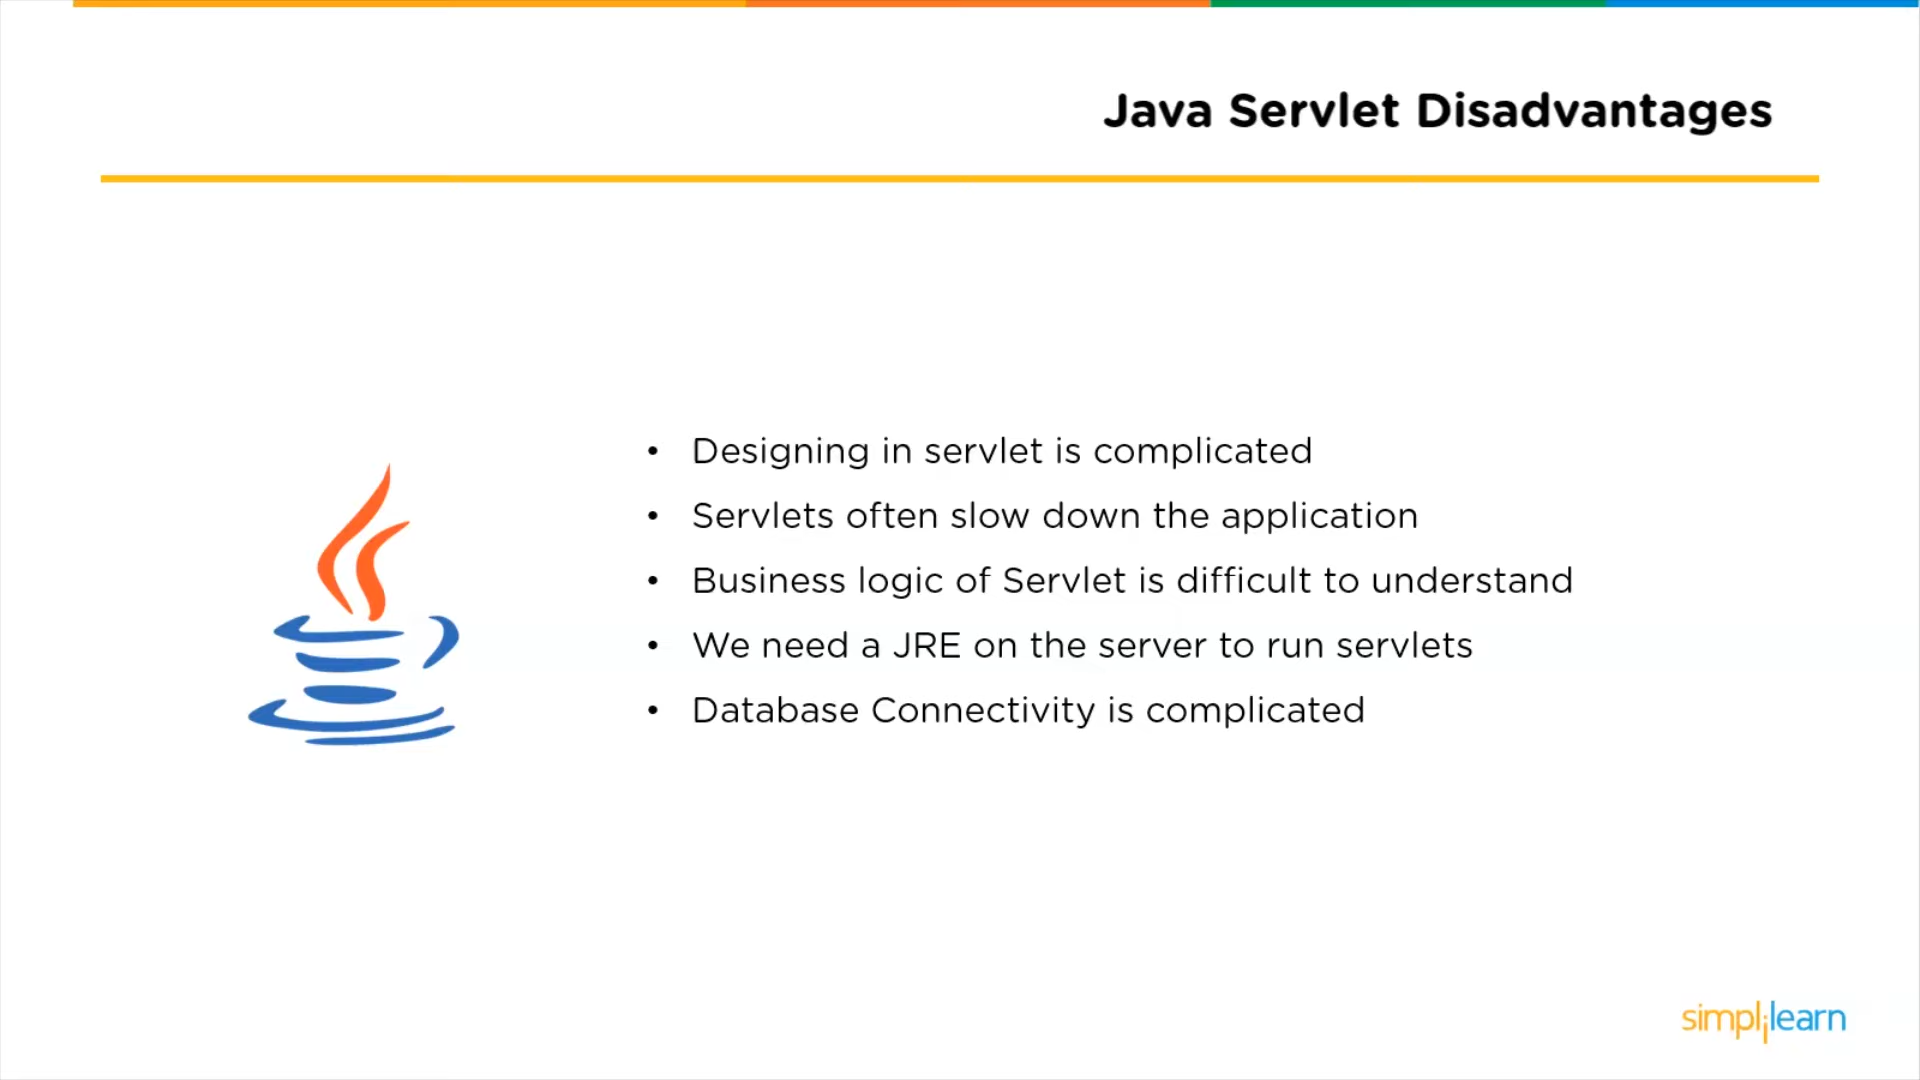 Java Servlet Disadvantages
• Designing in servlet is complicated
• Servlets often slow down the application
• Business logic of Servlet is difficult to understand
• We need a JRE on the server to run servlets
• Database Connectivity is complicated
simplilearn